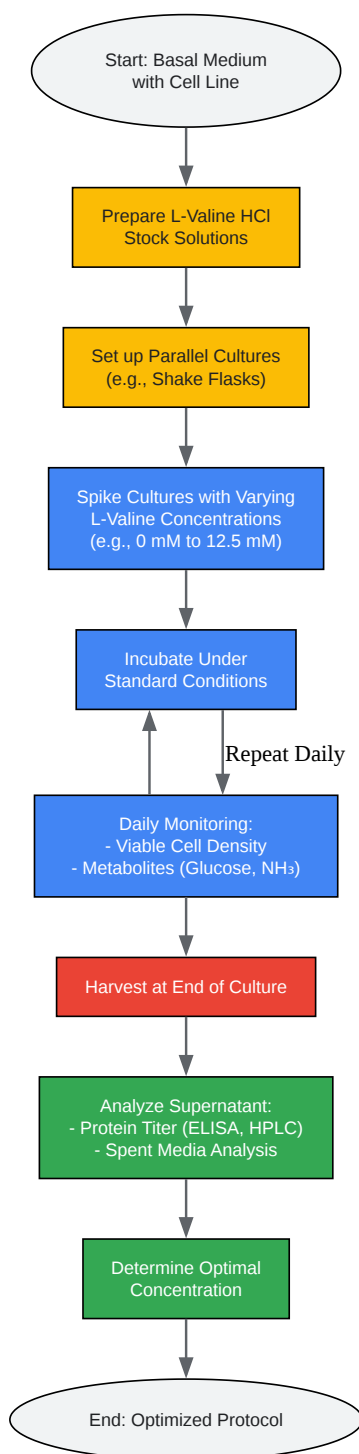 Start: Basal Medium
with Cell Line
Prepare L-Valine HCl
Stock Solutions
Set up Parallel Cultures
(e.g., Shake Flasks)
Spike Cultures with Varying
L-Valine Concentrations
(e.g., 0 mM to 12.5 mM)
Incubate Under
Standard Conditions
Repeat Daily
Daily Monitoring:
- Viable Cell Density
- Metabolites (Glucose, NH₃)
Harvest at End of Culture
Analyze Supernatant:
- Protein Titer (ELISA, HPLC)
- Spent Media Analysis
Determine Optimal
Concentration
End: Optimized Protocol